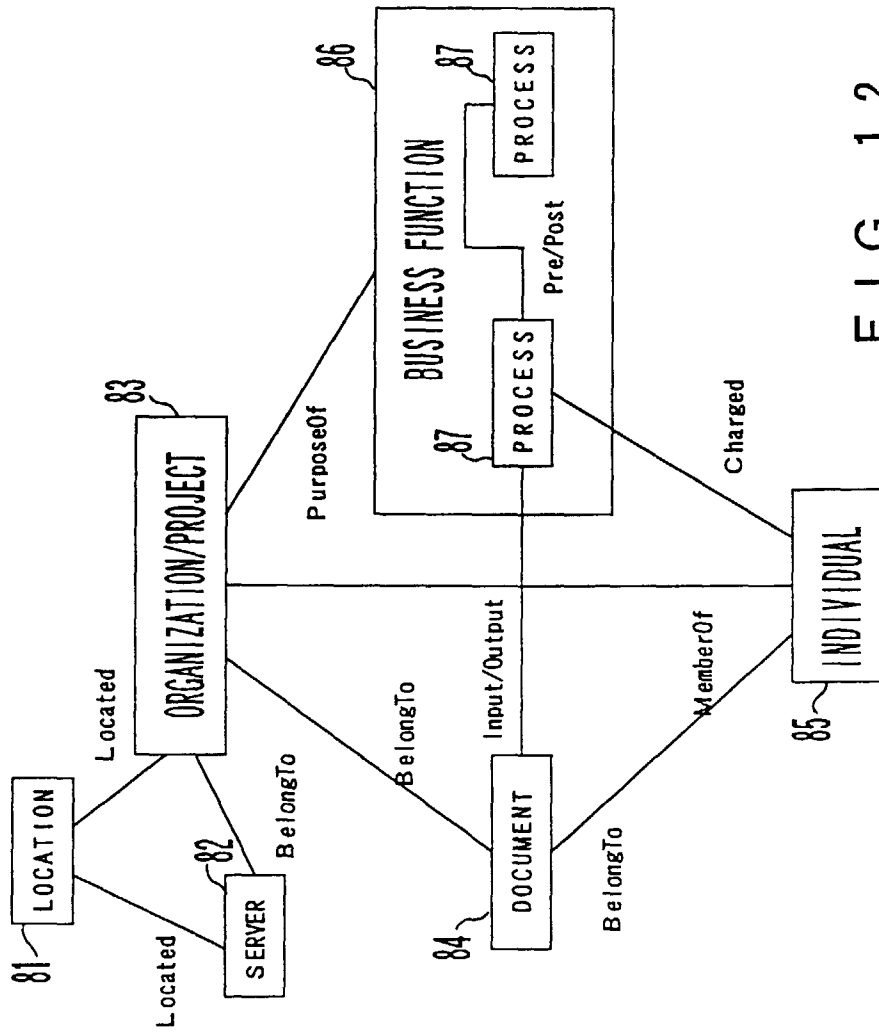 81
LOCATION
Located
Located
82
SERVER
BelongTo
83
ORGANIZATION/PROJECT
PurposeOf
BelongTo
84
DOCUMENT
Input/Output
BelongTo
MemberOf
85
INDIVIDUAL
Charged
86
BUSINESS FUNCTION
87
PROCESS
Pre/Post
87
PROCESS
FIG. 12